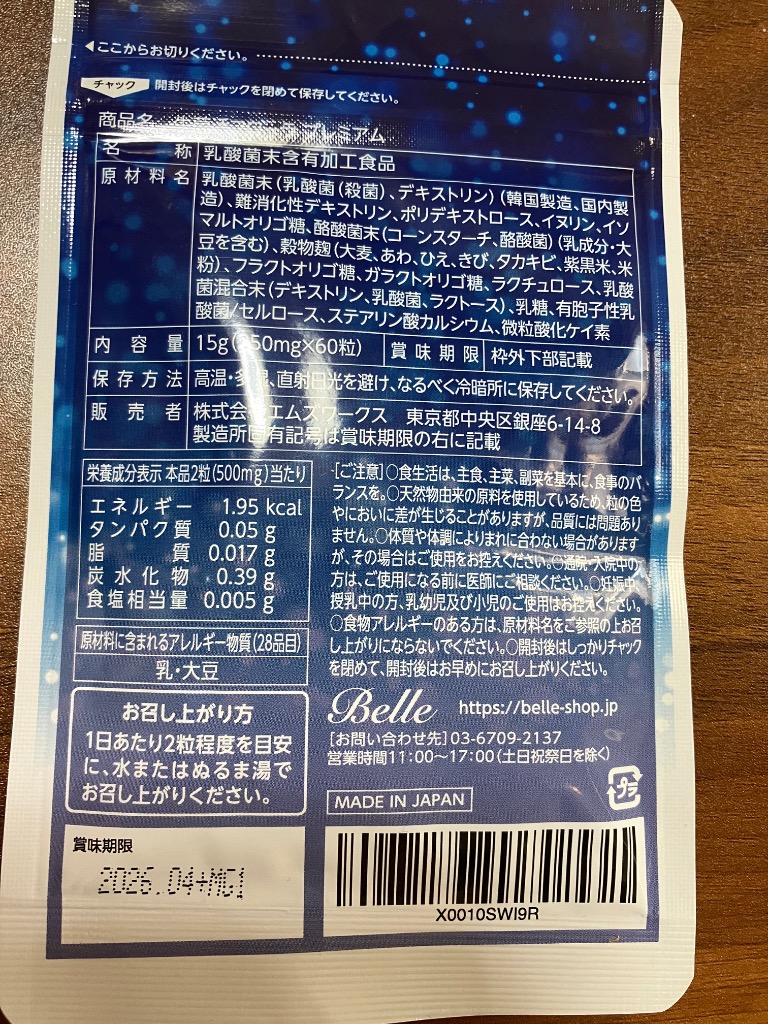 ◀ここからお切りください。
チャック 開封後はチャックを閉めて保存してください。
商品名 プレミアム
名称 乳酸菌末含有加工食品
原材料名 乳酸菌末(乳酸菌(殺菌)、デキストリン)(韓国製造、国内製
造)、難消化性デキストリン、ポリデキストロース、イヌリン、イソ
マルトオリゴ糖、酪酸菌末(コーンスターチ、酪酸菌)(乳成分・大
豆を含む)、穀物麹(大麦、あわ、ひえ、きび、タカキビ、紫黒米、米
粉)、フラクトオリゴ糖、ガラクトオリゴ糖、ラクチュロース、乳酸
菌混合末(デキストリン、乳酸菌、ラクトース)、乳糖、有胞子性乳
酸菌/セルロース、ステアリン酸カルシウム、微粒酸化ケイ素
内容量 15g(250mg×60粒) 賞味期限 枠外下部記載
保存方法 高温・多湿、直射日光を避け、なるべく冷暗所に保存してください。
販売者 株式会社エムズワークス 東京都中央区銀座6-14-8
製造所固有記号は賞味期限の右に記載
栄養成分表示 本品2粒(500mg)当たり
エネルギー 1.95 kcal
タンパク質 0.05 g
脂質 0.017 g
炭水化物 0.39 g
食塩相当量 0.005 g
原材料に含まれるアレルギー物質(28品目)
乳・大豆
お召し上がり方
1日あたり2粒程度を目安
に、水またはぬるま湯で
お召し上がりください。
[ご注意]○食生活は、主食、主菜、副菜を基本に、食事のバ
ランスを。○天然物由来の原料を使用しているため、粒の色
やにおいに差が生じることがありますが、品質には問題あり
ません。○体質や体調によりまれに合わない場合があります
が、その場合はご使用をお控えください。○通院・入院中の
方は、ご使用になる前に医師にご相談ください。○妊娠中、
授乳中の方、乳幼児及び小児のご使用はお控えください。
○食物アレルギーのある方は、原材料名をご参照の上お召
し上がりにならないでください。○開封後はしっかりチャック
を閉めて、開封後はお早めにお召し上がりください。
Belle https://belle-shop.jp
[お問い合わせ先]03-6709-2137
営業時間11:00〜17:00(土日祝祭日を除く)
MADE IN JAPAN
プラ
賞味期限
2026.04+MG1
X0010SWI9R